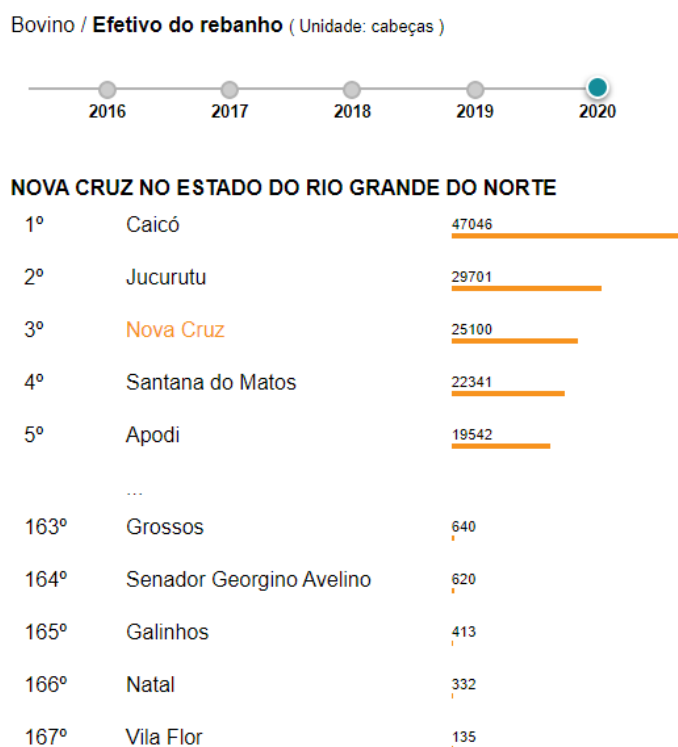 Bovino / Efetivo do rebanho ( Unidade: cabeças )
2016 2017 2018 2019 2020
NOVA CRUZ NO ESTADO DO RIO GRANDE DO NORTE
1º Caicó 47046
2º Jucurutu 29701
3º Nova Cruz 25100
4º Santana do Matos 22341
5º Apodi 19542
...
163º Grossos 640
164º Senador Georgino Avelino 620
165º Galinhos 413
166º Natal 332
167º Vila Flor 135